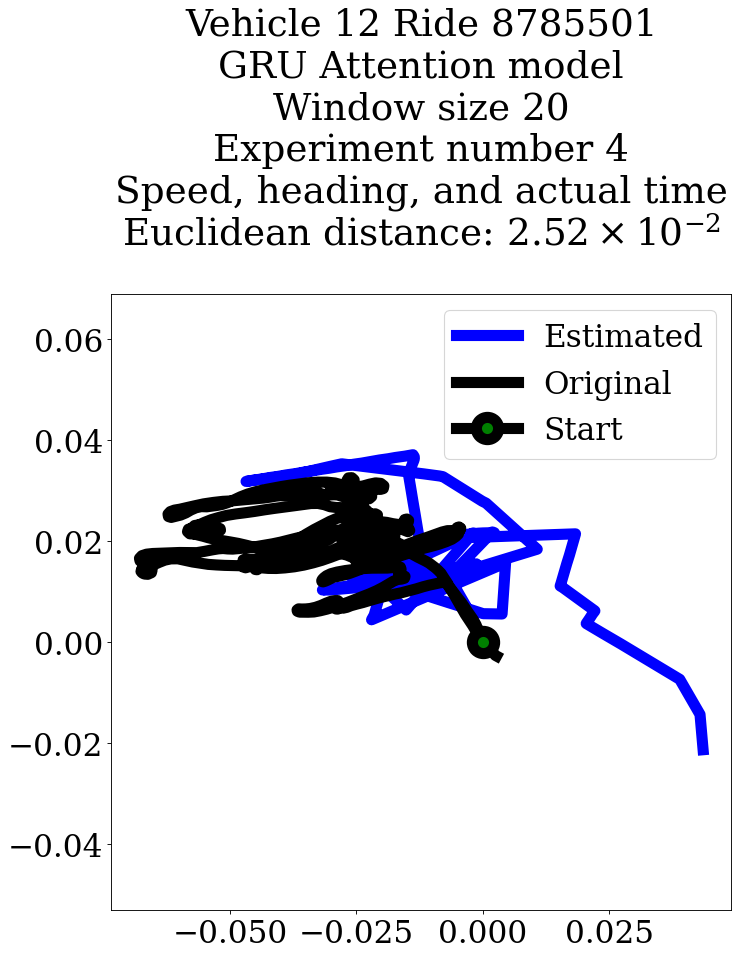 Vehicle 12 Ride 8785501
GRU Attention model
Window size 20
Experiment number 4
Speed, heading, and actual time
Euclidean distance: 2.52 × 10⁻²
Estimated
Original
Start
0.06
0.04
0.02
0.00
−0.02
−0.04
−0.050 −0.025 0.000 0.025